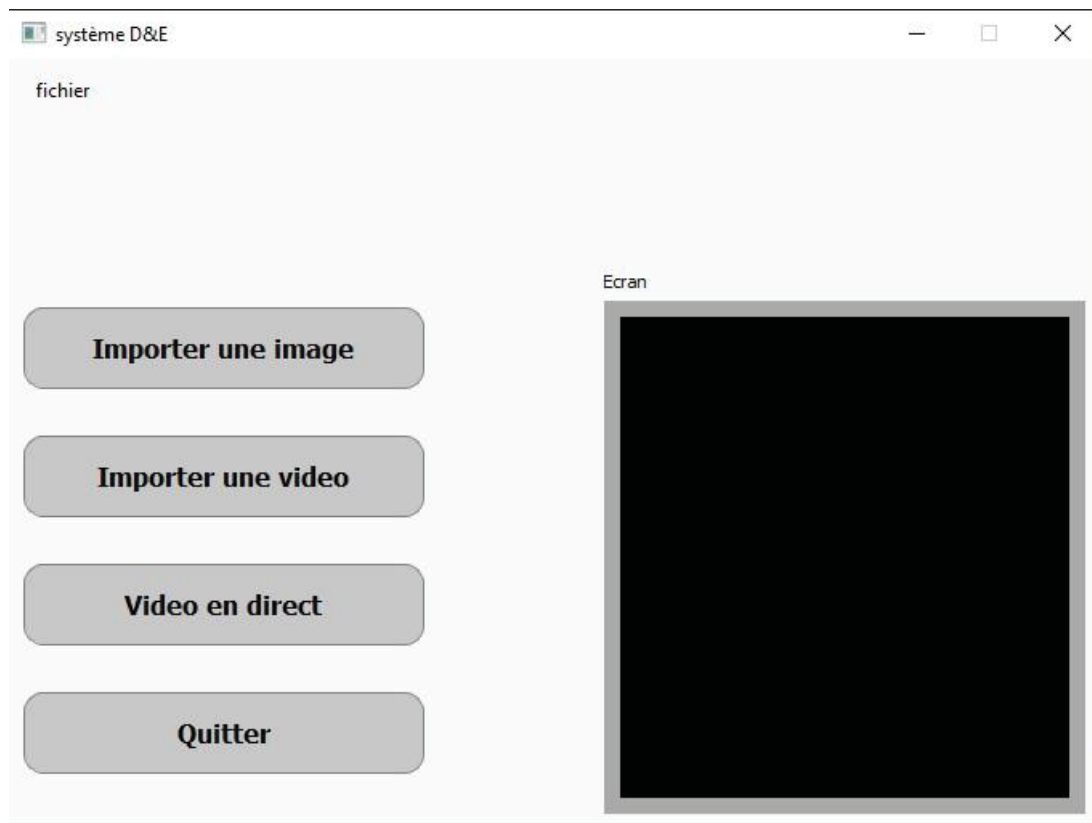 système D&E
fichier
Ecran
Importer une image
Importer une video
Video en direct
Quitter